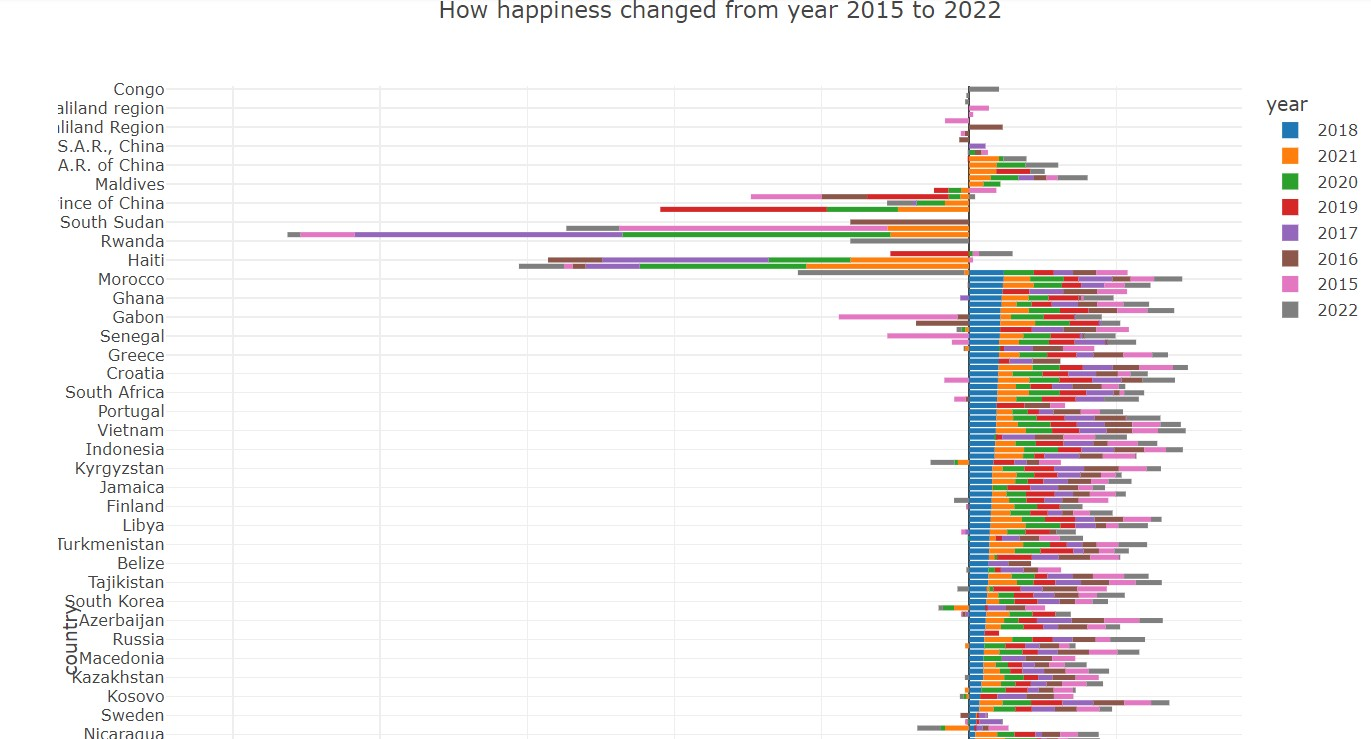 How happiness changed from year 2015 to 2022
Congo
aliland region
liland Region
S.A.R., China
A.R. of China
Maldives
ince of China
South Sudan
Rwanda
Haiti
Morocco
Ghana
Gabon
Senegal
Greece
Croatia
South Africa
Portugal
Vietnam
Indonesia
Kyrgyzstan
Jamaica
Finland
Libya
Turkmenistan
Belize
Tajikistan
South Korea
Azerbaijan
Russia
Macedonia
Kazakhstan
Kosovo
Sweden
Nicaragua
country
year
2018
2021
2020
2019
2017
2016
2015
2022